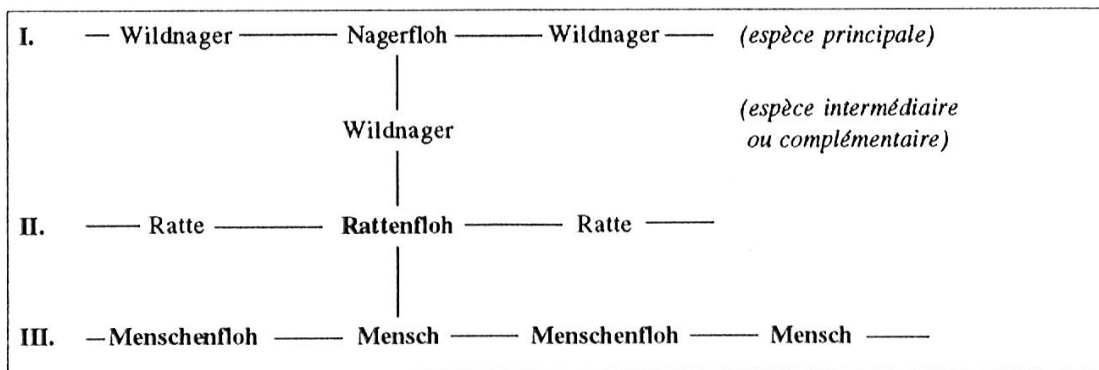 I. Wildnager Nagerfloh Wildnager (espèce principale)
(espèce intermédiaire
Wildnager
ou complémentaire)
II. Ratte Rattenfloh Ratte
III. Menschenfloh Mensch Menschenfloh Mensch